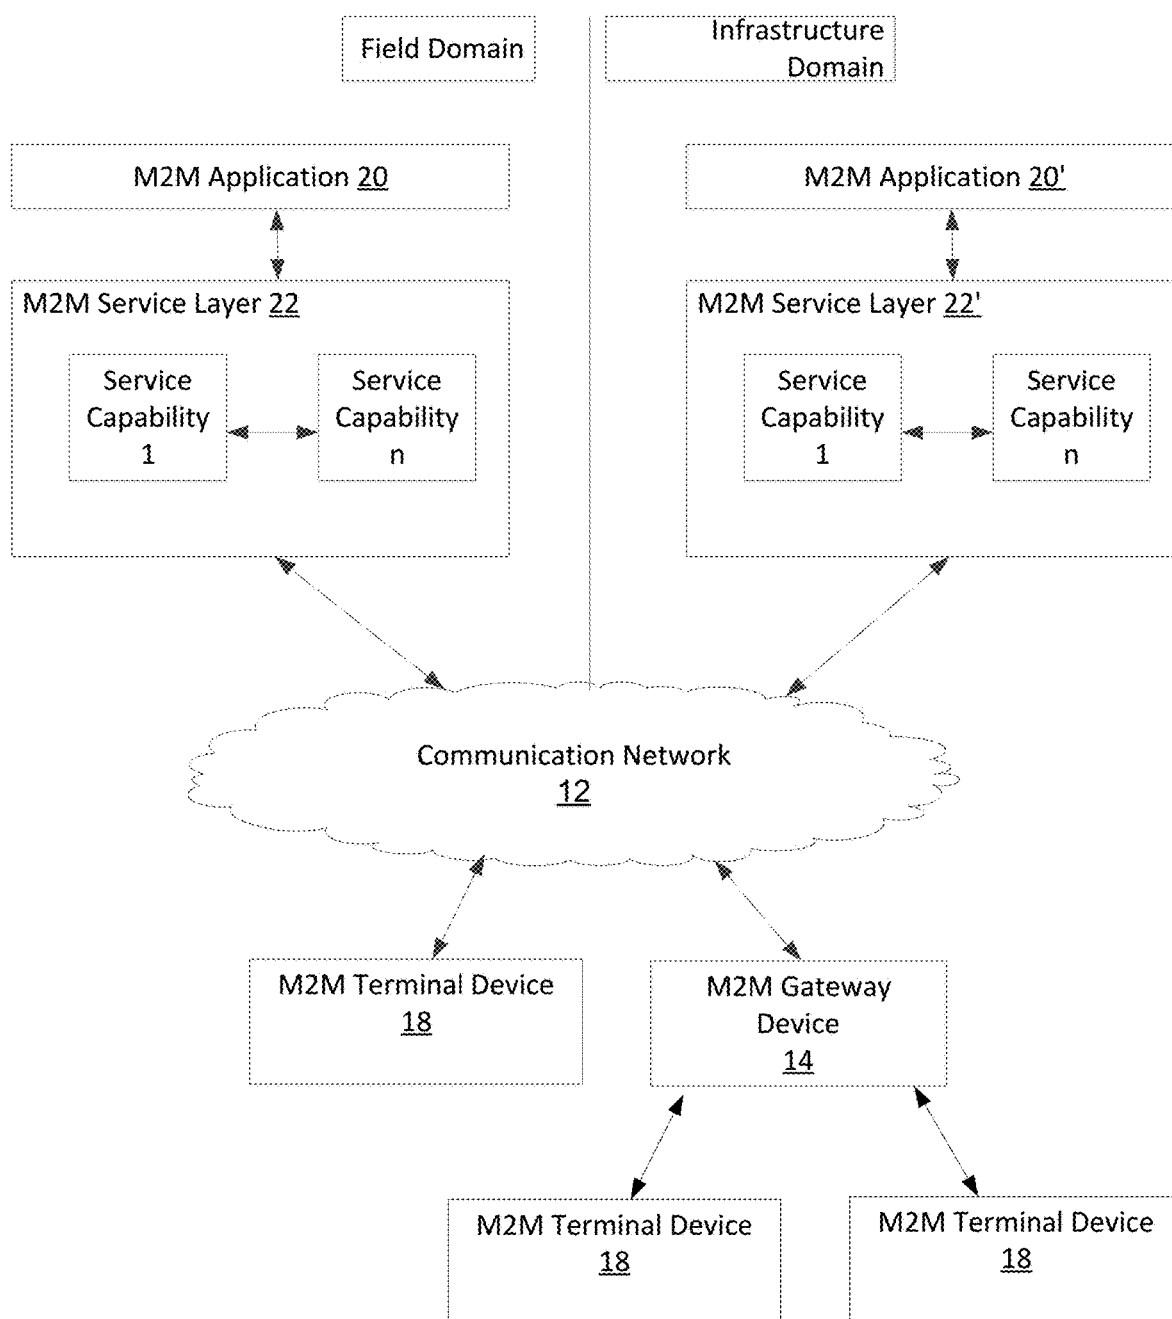 Field Domain
Infrastructure
Domain
M2M Application 20
M2M Application 20'
M2M Service Layer 22
M2M Service Layer 22'
Service
Capability
1
Service
Capability
n
Service
Capability
1
Service
Capability
n
Communication Network
12
M2M Terminal Device
18
M2M Gateway
Device
14
M2M Terminal Device
18
M2M Terminal Device
18